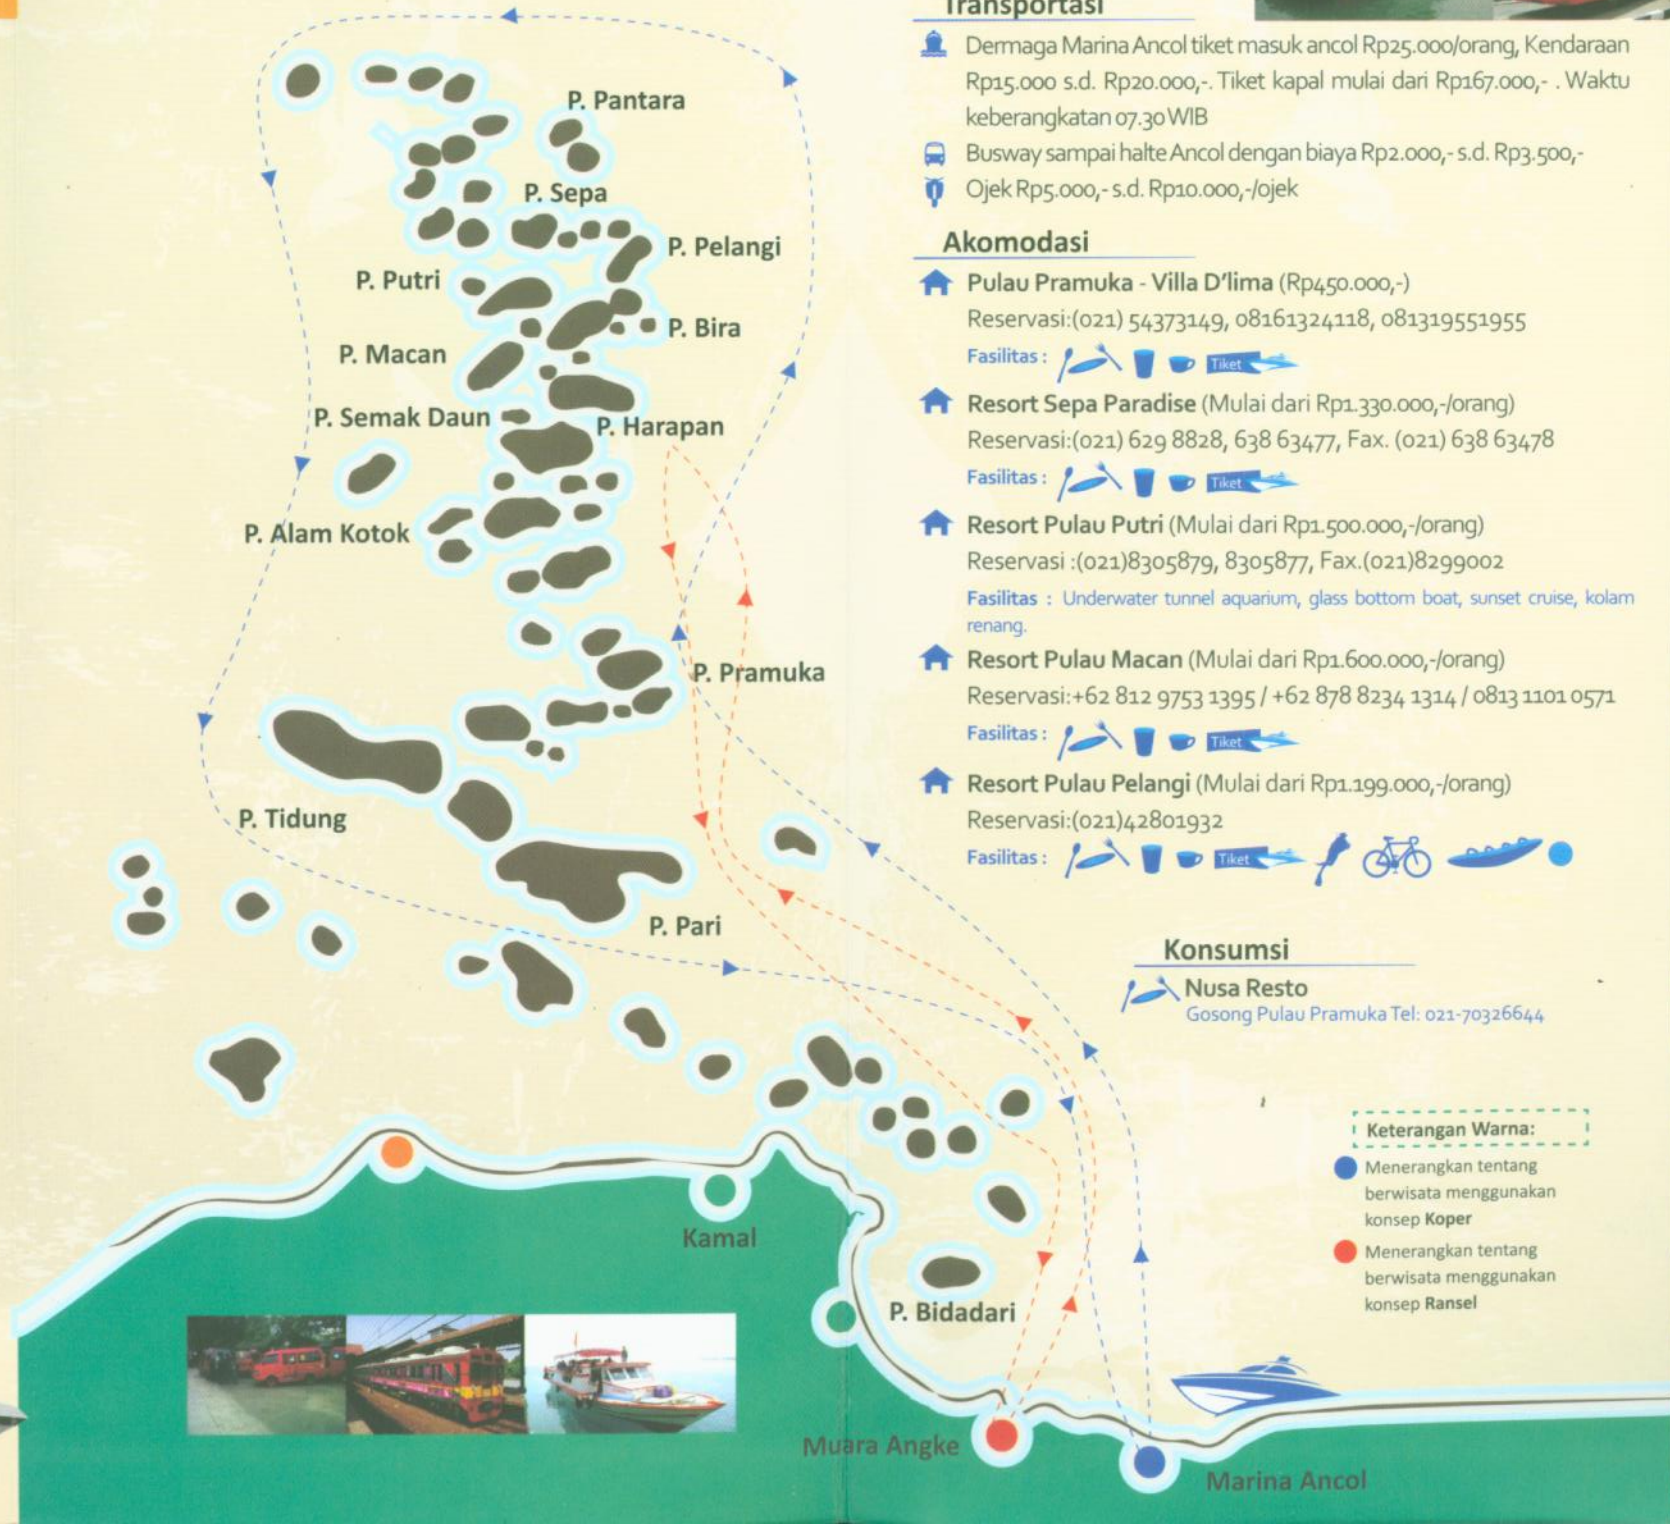 Transportasi
Dermaga Marina Ancol tiket masuk ancol Rp25.000/orang, Kendaraan
Rp15.000 s.d. Rp20.000,-. Tiket kapal mulai dari Rp167.000,- . Waktu
keberangkatan 07.30 WIB
Busway sampai halte Ancol dengan biaya Rp2.000,- s.d. Rp3.500,-
Ojek Rp5.000,- s.d. Rp10.000,-/ojek
Akomodasi
Pulau Pramuka - Villa D'lima (Rp450.000,-)
Reservasi:(021) 54373149, 08161324118, 081319551955
Fasilitas :
Tiket
Resort Sepa Paradise (Mulai dari Rp1.330.000,-/orang)
Reservasi:(021) 629 8828, 638 63477, Fax. (021) 638 63478
Fasilitas :
Tiket
Resort Pulau Putri (Mulai dari Rp1.500.000,-/orang)
Reservasi :(021)8305879, 8305877, Fax.(021)8299002
Fasilitas : Underwater tunnel aquarium, glass bottom boat, sunset cruise, kolam
renang.
Resort Pulau Macan (Mulai dari Rp1.600.000,-/orang)
Reservasi:+62 812 9753 1395 / +62 878 8234 1314 / 0813 1101 0571
Fasilitas :
Tiket
Resort Pulau Pelangi (Mulai dari Rp1.199.000,-/orang)
Reservasi:(021)42801932
Fasilitas :
Tiket
Konsumsi
Nusa Resto
Gosong Pulau Pramuka Tel: 021-70326644
Keterangan Warna:
Menerangkan tentang
berwisata menggunakan
konsep Koper
Menerangkan tentang
berwisata menggunakan
konsep Ransel
P. Pantara
P. Sepa
P. Pelangi
P. Putri
P. Bira
P. Macan
P. Semak Daun
P. Harapan
P. Alam Kotok
P. Pramuka
P. Tidung
P. Pari
Kamal
P. Bidadari
Muara Angke
Marina Ancol